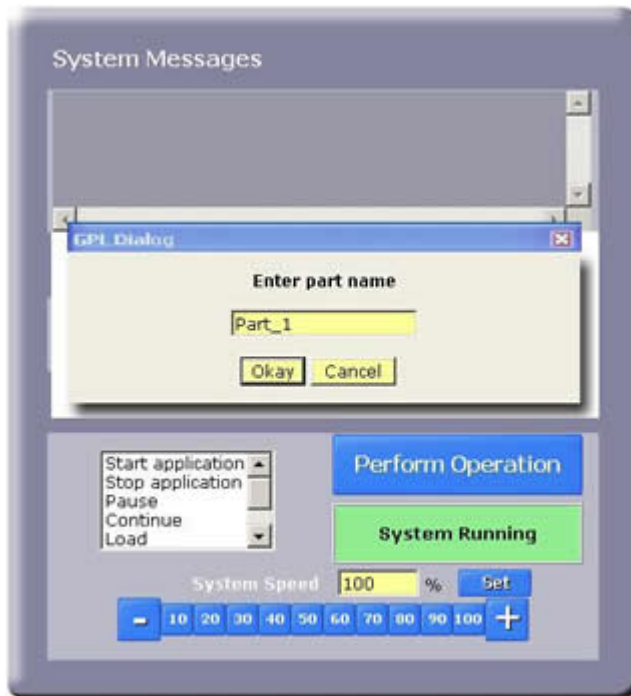 System Messages
GPL Dialog
Enter part name
Part_1
Okay Cancel
Start application
Stop application
Pause
Continue
Load
Perform Operation
System Running
System Speed 100 % Set
- 10 20 30 40 50 60 70 80 90 100 +